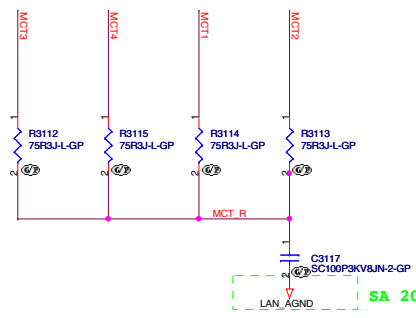 MCT3
MCT4
MCT1
MCT2
1
1
1
1
R3112
75R3J-L-GP
R3115
75R3J-L-GP
R3114
75R3J-L-GP
R3113
75R3J-L-GP
2
2
2
2
MCT_R
1
C3117
SC100P3KV8JN-2-GP
2
LAN_AGND
SA 20